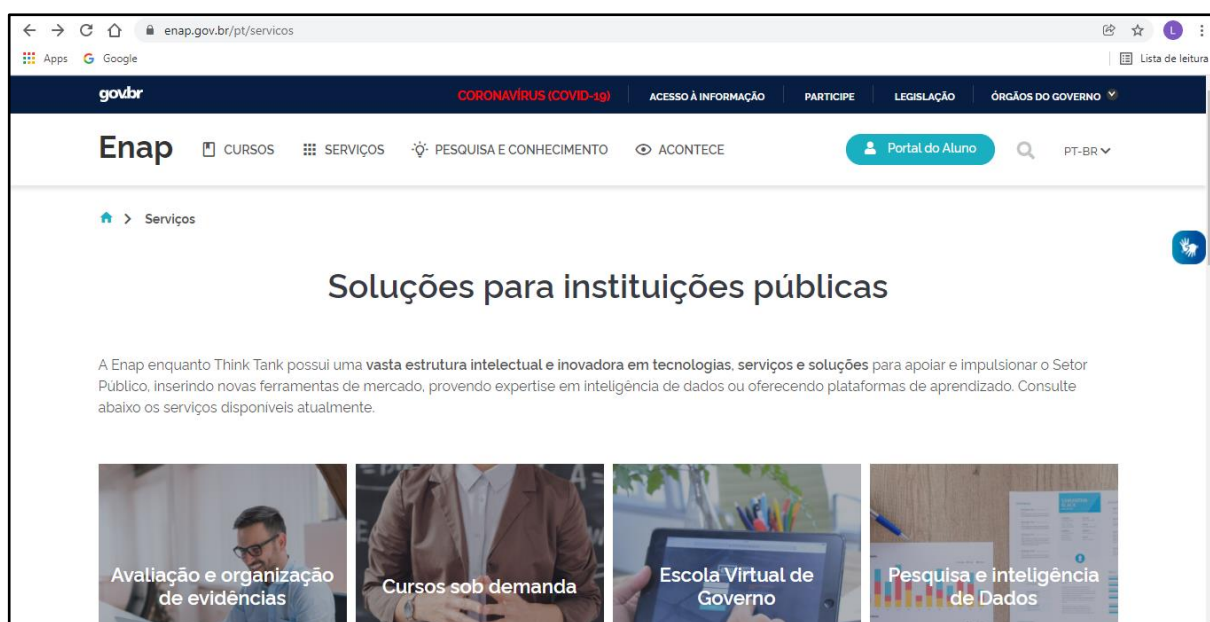 enap.gov.br/pt/servicos
L
Apps
Google
Lista de leitura
gov.br
CORONAVÍRUS (COVID-19)
ACESSO À INFORMAÇÃO
PARTICIPE
LEGISLAÇÃO
ÓRGÃOS DO GOVERNO
Enap
CURSOS
SERVIÇOS
PESQUISA E CONHECIMENTO
ACONTECE
Portal do Aluno
PT-BR
Serviços
Soluções para instituições públicas
A Enap enquanto Think Tank possui uma vasta estrutura intelectual e inovadora em tecnologias, serviços e soluções para apoiar e impulsionar o Setor
Público, inserindo novas ferramentas de mercado, provendo expertise em inteligência de dados ou oferecendo plataformas de aprendizado. Consulte
abaixo os serviços disponíveis atualmente.
Avaliação e organização
de evidências
Cursos sob demanda
Escola Virtual de
Governo
Pesquisa e inteligência
de Dados